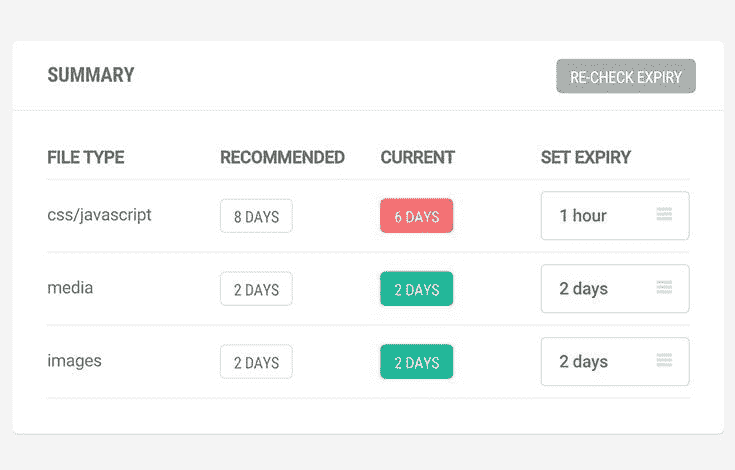 SUMMARY
RE-CHECK EXPIRY
FILE TYPE RECOMMENDED CURRENT SET EXPIRY
css/javascript 8 DAYS 6 DAYS 1 hour
media 2 DAYS 2 DAYS 2 days
images 2 DAYS 2 DAYS 2 days